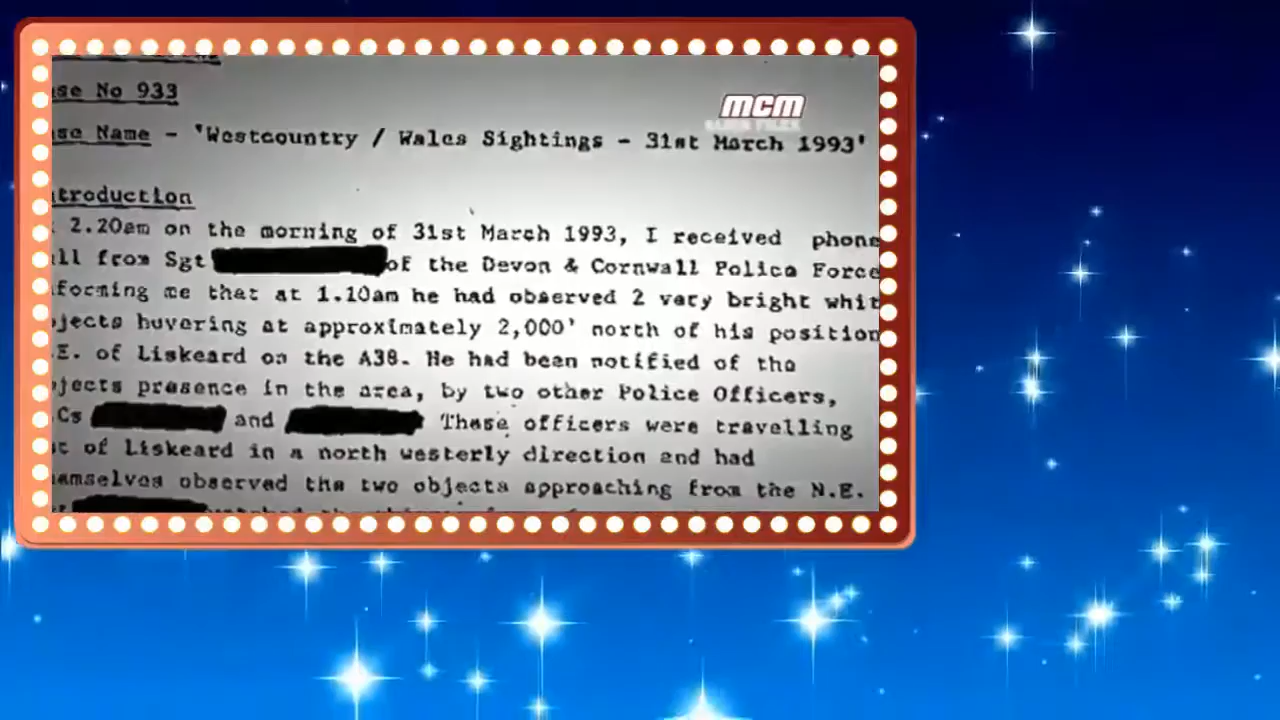 se No 933
mcm
se Name - 'Westcountry / Wales Sightings - 31st March 1993'
troduction
2.20am on the morning of 31st March 1993, I received phone
ll from Sgt of the Devon & Cornwall Police Force
forming me that at 1.10am he had observed 2 very bright whit
jects hovering at approximately 2,000' north of his position
E. of Liskeard on the A38. He had been notified of the
jects presence in the area, by two other Police Officers,
Cs and These officers were travelling
t of Liskeard in a north westerly direction and had
emselves observed the two objects approaching from the N.E.